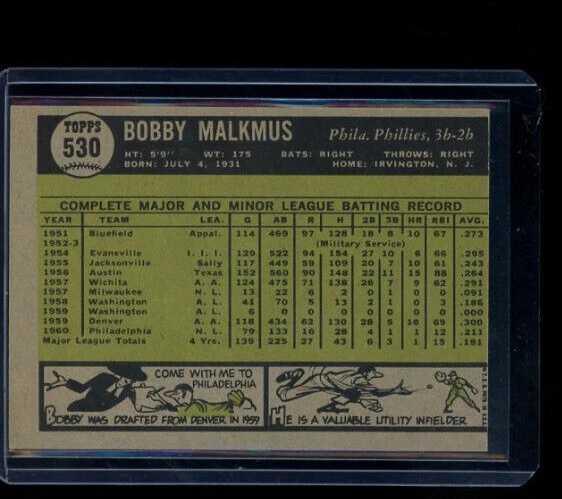 TOPPS
530
BOBBY MALKMUS Phila. Phillies, 3b-2b
HT: 5'9" WT: 175 BATS: RIGHT THROWS: RIGHT
BORN: JULY 4, 1931 HOME: IRVINGTON, N. J.
COMPLETE MAJOR AND MINOR LEAGUE BATTING RECORD
YEAR TEAM LEA. G AB R H 2B 3B HR RBI AVG.
1951 Bluefield Appal. 114 469 97 128 18 8 10 67 .273
1952-3 (Military Service)
1954 Evansville I. I. I. 129 522 94 154 27 10 6 66 .295
1955 Jacksonville Sally 117 449 59 109 20 7 10 61 .243
1956 Austin Texas 152 560 90 148 22 11 15 88 .264
1957 Wichita A. A. 124 475 71 138 26 7 9 62 .291
1957 Milwaukee N. L. 13 22 6 2 0 1 0 0 .091
1958 Washington A. L. 41 70 5 13 2 1 0 3 .186
1959 Washington A. L. 6 0 0 0 0 0 0 0 .000
1959 Denver A. A. 118 434 62 130 28 5 16 69 .300
1960 Philadelphia N. L. 79 133 16 28 4 1 1 12 .211
Major League Totals 4 Yrs. 139 225 27 43 6 3 1 15 .191
COME WITH ME TO
PHILADELPHIA
BOBBY WAS DRAFTED FROM DENVER IN 1959
HE IS A VALUABLE UTILITY INFIELDER